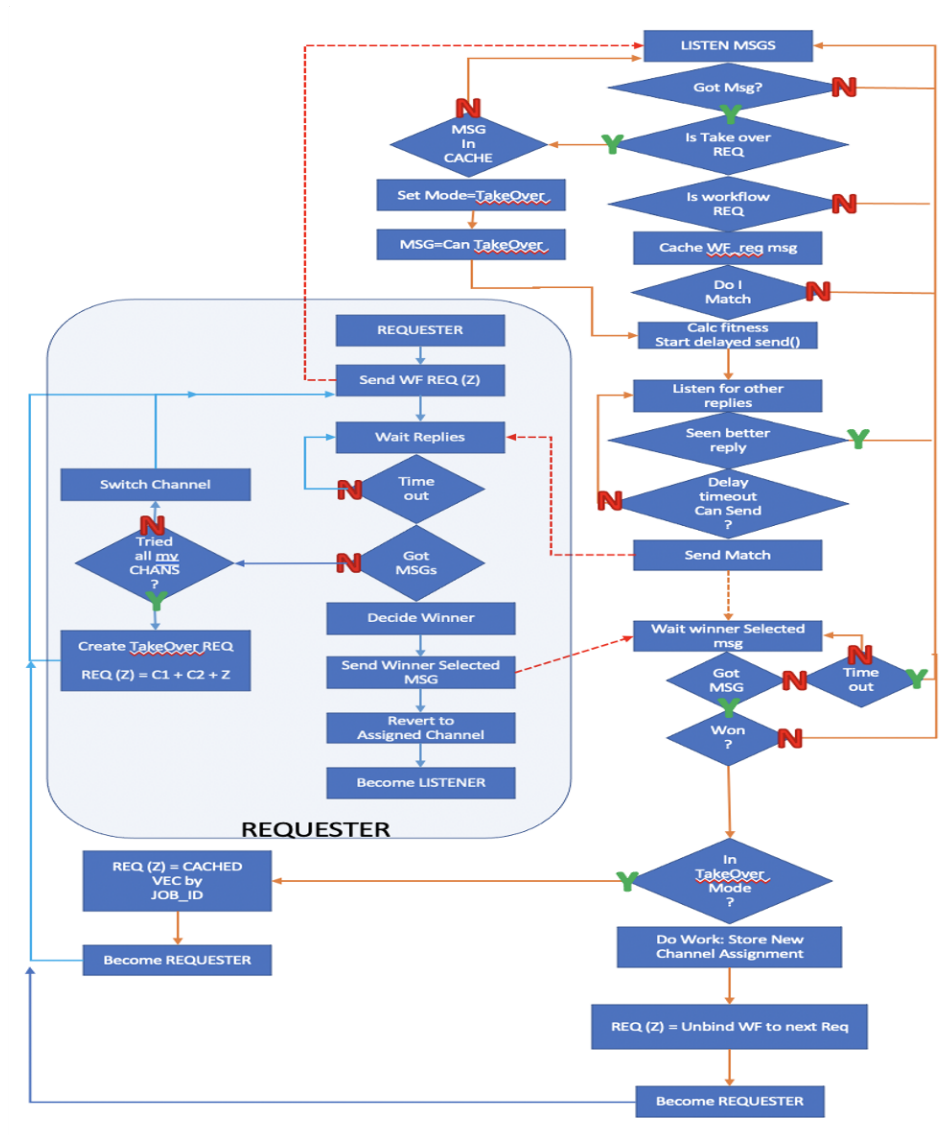 LISTEN MSGS
Got Msg?
N
Y
Is Take over
REQ
Y
MSG
In
CACHE
N
Set Mode=TakeOver
MSG=Can TakeOver
Is workflow
REQ
N
Cache WF_req msg
Do I
Match
N
Calc fitness
Start delayed send()
Listen for other
replies
Seen better
reply
Y
Delay
timeout
Can Send
?
N
Send Match
Wait winner Selected
msg
Got
MSG
N
Y
Time
out
N
Y
Won
?
N
REQUESTER
Send WF REQ (Z)
Wait Replies
Time
out
N
Got
MSGs
N
Switch Channel
N
Tried
all my
CHANS
?
Y
Create TakeOver REQ
REQ (Z) = C1 + C2 + Z
Decide Winner
Send Winner Selected
MSG
Revert to
Assigned Channel
Become LISTENER
REQUESTER
In
TakeOver
Mode
?
Y
REQ (Z) = CACHED
VEC by
JOB_ID
Become REQUESTER
Do Work: Store New
Channel Assignment
REQ (Z) = Unbind WF to next Req
Become REQUESTER